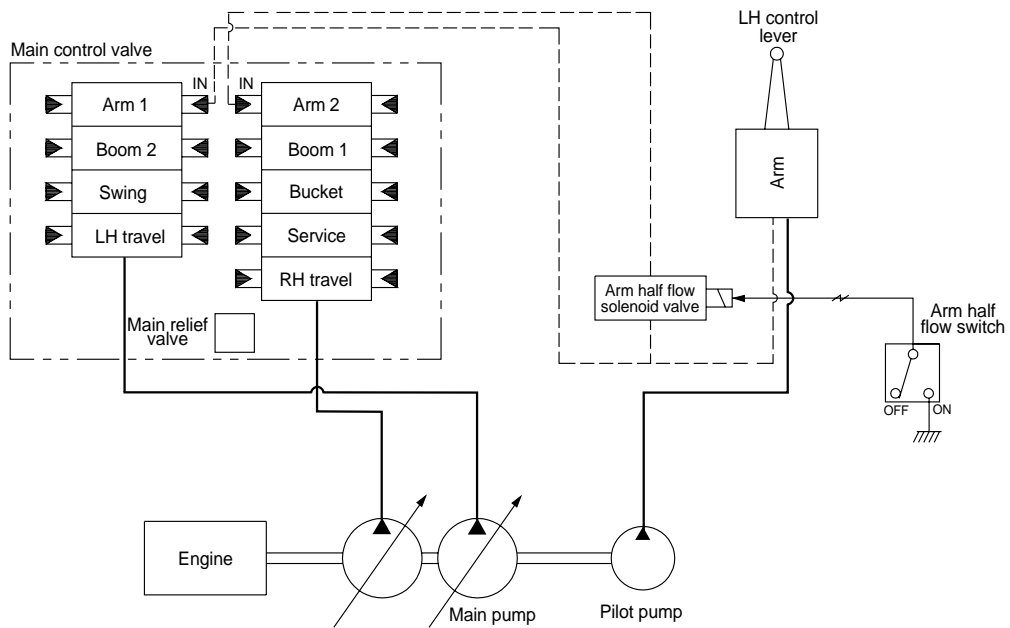 LH control
lever
Main control valve
IN
IN
Arm 1
Arm 2
Boom 2
Boom 1
Swing
Bucket
LH travel
Service
RH travel
Main relief
valve
Arm
Arm half flow
solenoid valve
Arm half
flow switch
OFF
ON
Engine
Main pump
Pilot pump